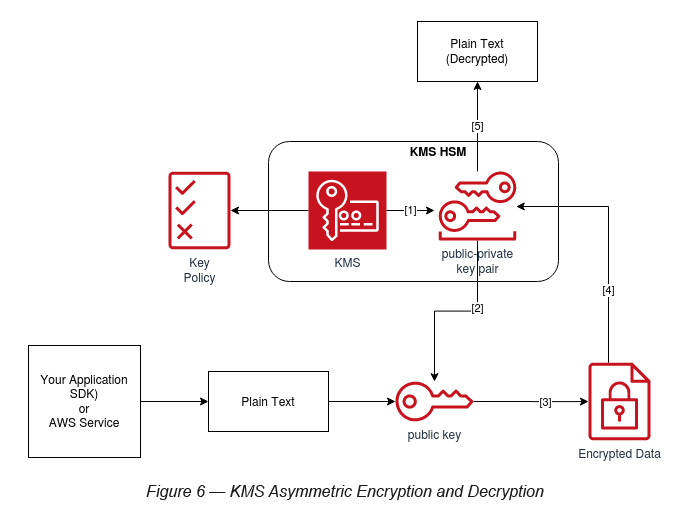 Plain Text
(Decrypted)
[5]
KMS HSM
[1]
KMS
public-private
key pair
Key
Policy
[2]
[4]
Your Application
SDK)
or
AWS Service
Plain Text
public key
[3]
Encrypted Data
Figure 6 — KMS Asymmetric Encryption and Decryption